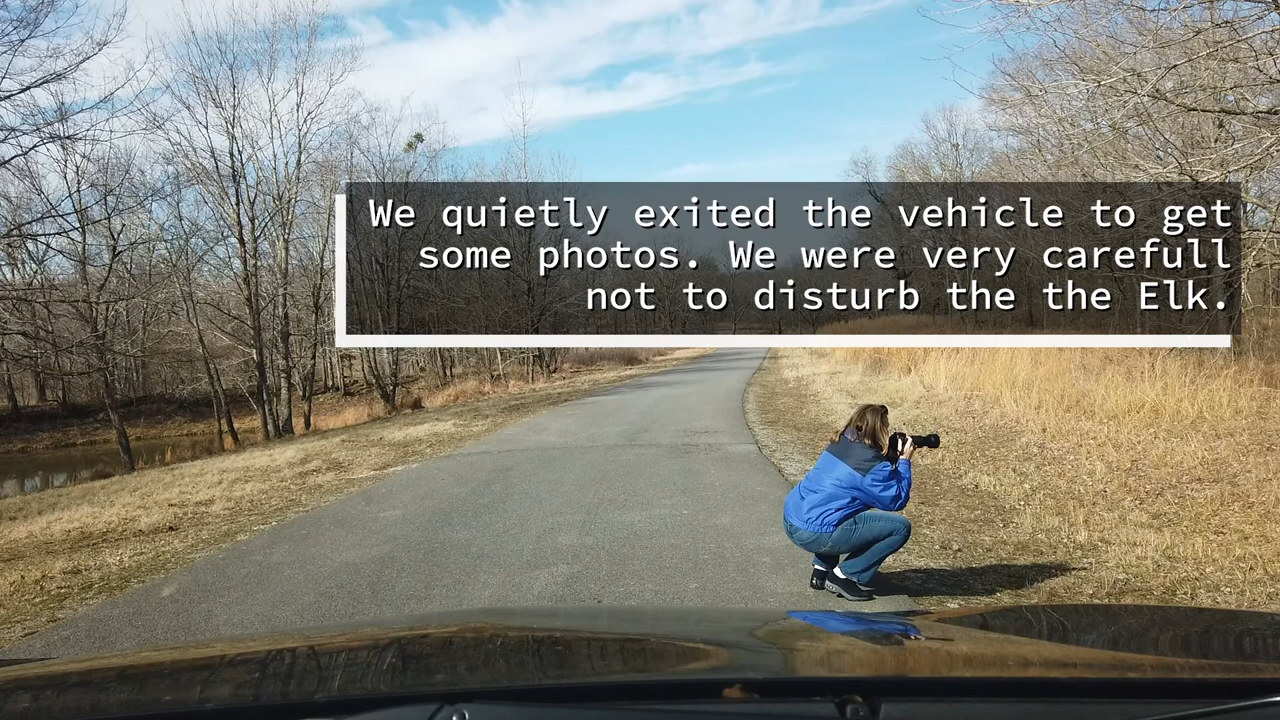 We quietly exited the vehicle to get
some photos. We were very carefull
not to disturb the the Elk.